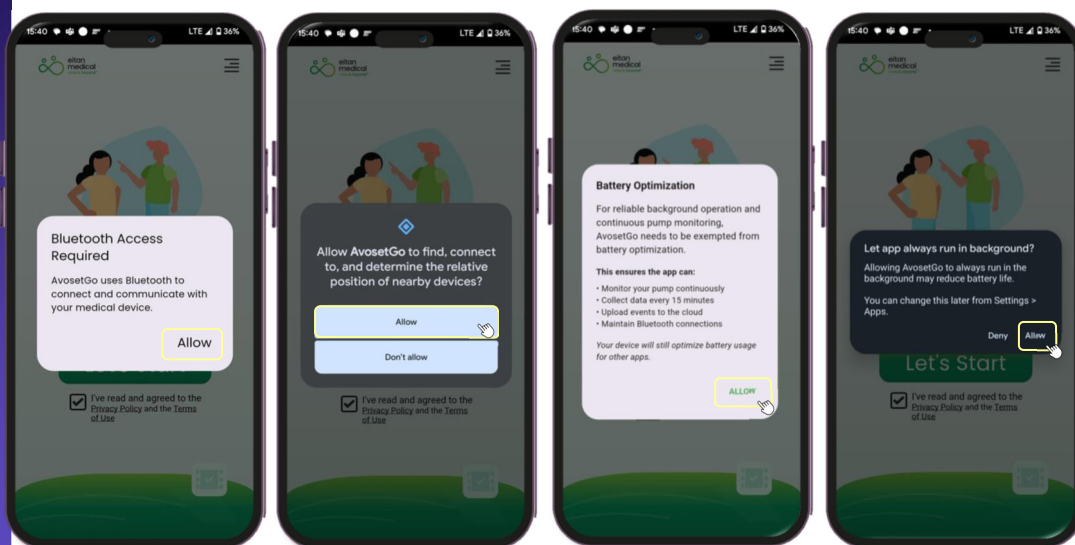 15:40
LTE 36%
eitan
medical
Bluetooth Access
Required
AvosetGo uses Bluetooth to
connect and communicate with
your medical device.
Allow
I've read and agreed to the
Privacy Policy and the Terms
of Use
15:40
LTE 36%
eitan
medical
Allow AvosetGo to find, connect
to, and determine the relative
position of nearby devices?
Allow
Don't allow
I've read and agreed to the
Privacy Policy and the Terms
of Use
15:40
LTE 36%
eitan
medical
Battery Optimization
For reliable background operation and
continuous pump monitoring,
AvosetGo needs to be exempted from
battery optimization.
This ensures the app can:
• Monitor your pump continuously
• Collect data every 15 minutes
• Upload events to the cloud
• Maintain Bluetooth connections
Your device will still optimize battery usage
for other apps.
ALLOW
15:40
LTE 36%
eitan
medical
Let app always run in background?
Allowing AvosetGo to always run in the
background may reduce battery life.
You can change this later from Settings >
Apps.
Deny Allow
Let's Start
I've read and agreed to the
Privacy Policy and the Terms
of Use